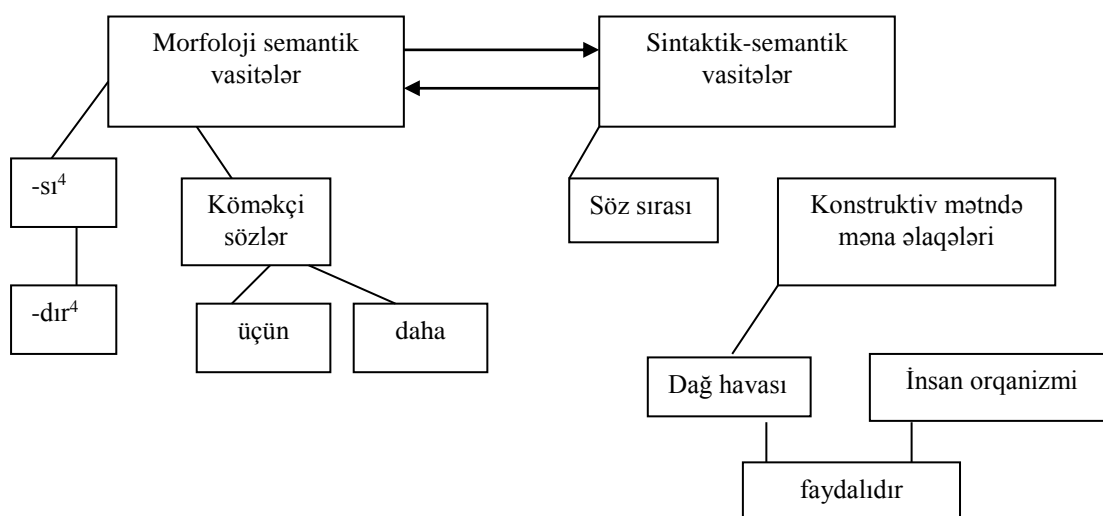 Morfoloji semantik
vasitələr
Sintaktik-semantik
vasitələr
-sı⁴
Köməkçi
sözlər
Söz sırası
Konstruktiv mətndə
məna əlaqələri
-dır⁴
üçün
daha
Dağ havası
İnsan orqanizmi
faydalıdır